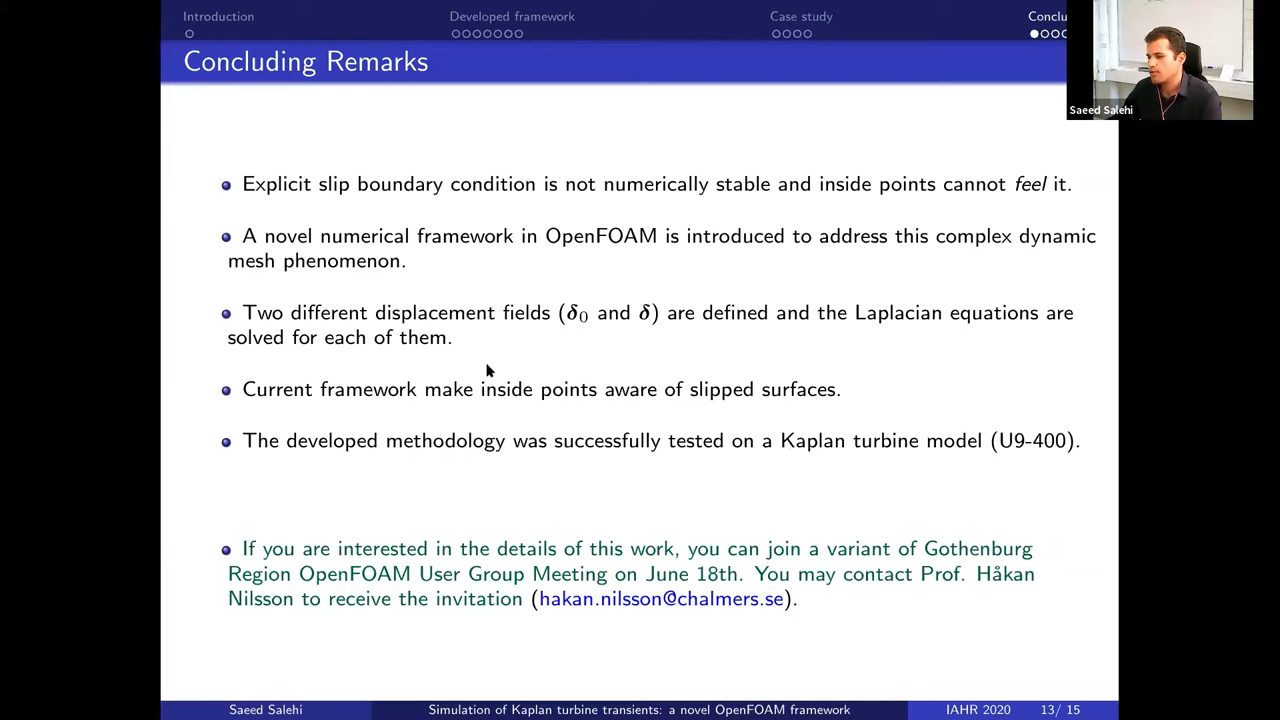 Introduction
Developed framework
Case study
Conclu
Concluding Remarks
Saeed Salehi
Explicit slip boundary condition is not numerically stable and inside points cannot feel it.
A novel numerical framework in OpenFOAM is introduced to address this complex dynamic
mesh phenomenon.
Two different displacement fields (δ₀ and δ) are defined and the Laplacian equations are
solved for each of them.
Current framework make inside points aware of slipped surfaces.
The developed methodology was successfully tested on a Kaplan turbine model (U9-400).
If you are interested in the details of this work, you can join a variant of Gothenburg
Region OpenFOAM User Group Meeting on June 18th. You may contact Prof. Håkan
Nilsson to receive the invitation (hakan.nilsson@chalmers.se).
Saeed Salehi
Simulation of Kaplan turbine transients: a novel OpenFOAM framework
IAHR 2020
13/ 15